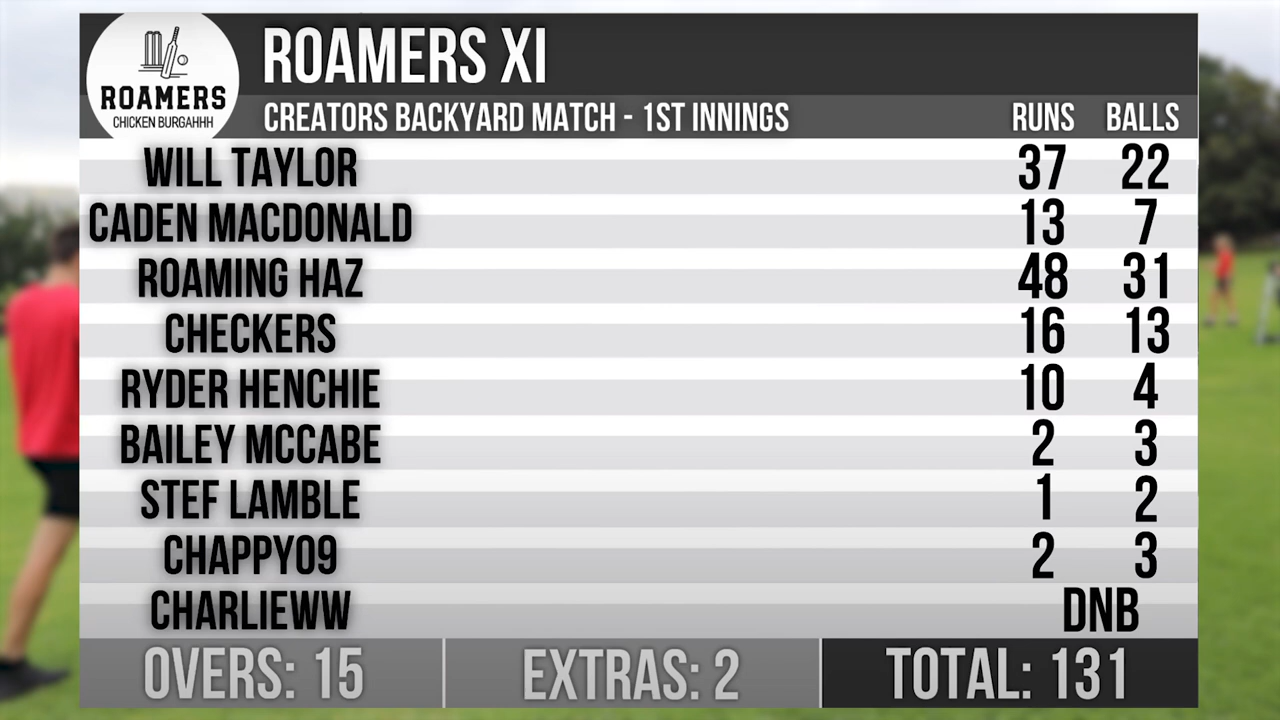 ROAMERS
CHICKEN BURGAHHH
ROAMERS XI
CREATORS BACKYARD MATCH - 1ST INNINGS RUNS BALLS
WILL TAYLOR 37 22
CADEN MACDONALD 13 7
ROAMING HAZ 48 31
CHECKERS 16 13
RYDER HENCHIE 10 4
BAILEY MCCABE 2 3
STEF LAMBLE 1 2
CHAPPY09 2 3
CHARLIEWW DNB
OVERS: 15 EXTRAS: 2 TOTAL: 131